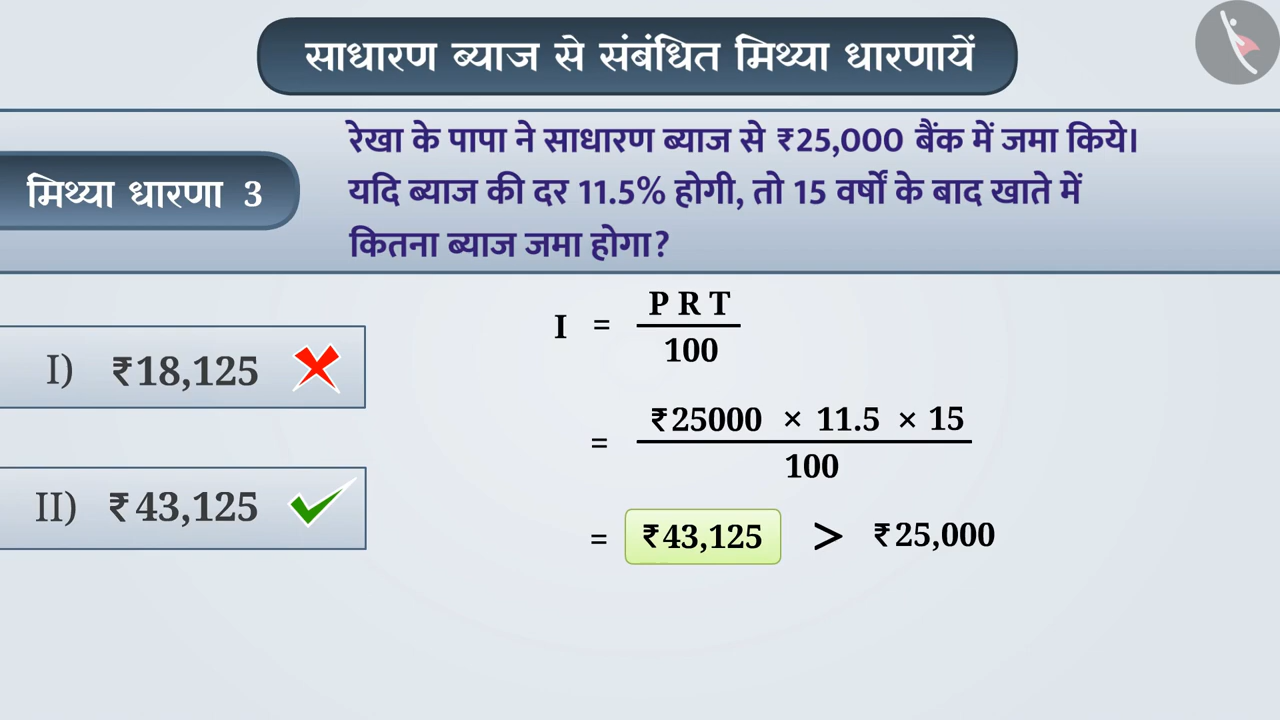 साधारण ब्याज से संबंधित मिथ्या धारणायें
मिथ्या धारणा 3
रेखा के पापा ने साधारण ब्याज से ₹25,000 बैंक में जमा किये।
यदि ब्याज की दर 11.5% होगी, तो 15 वर्षों के बाद खाते में
कितना ब्याज जमा होगा?
I) ₹18,125
II) ₹43,125
I = P R T
100
= ₹25000 × 11.5 × 15
100
= ₹43,125 > ₹25,000